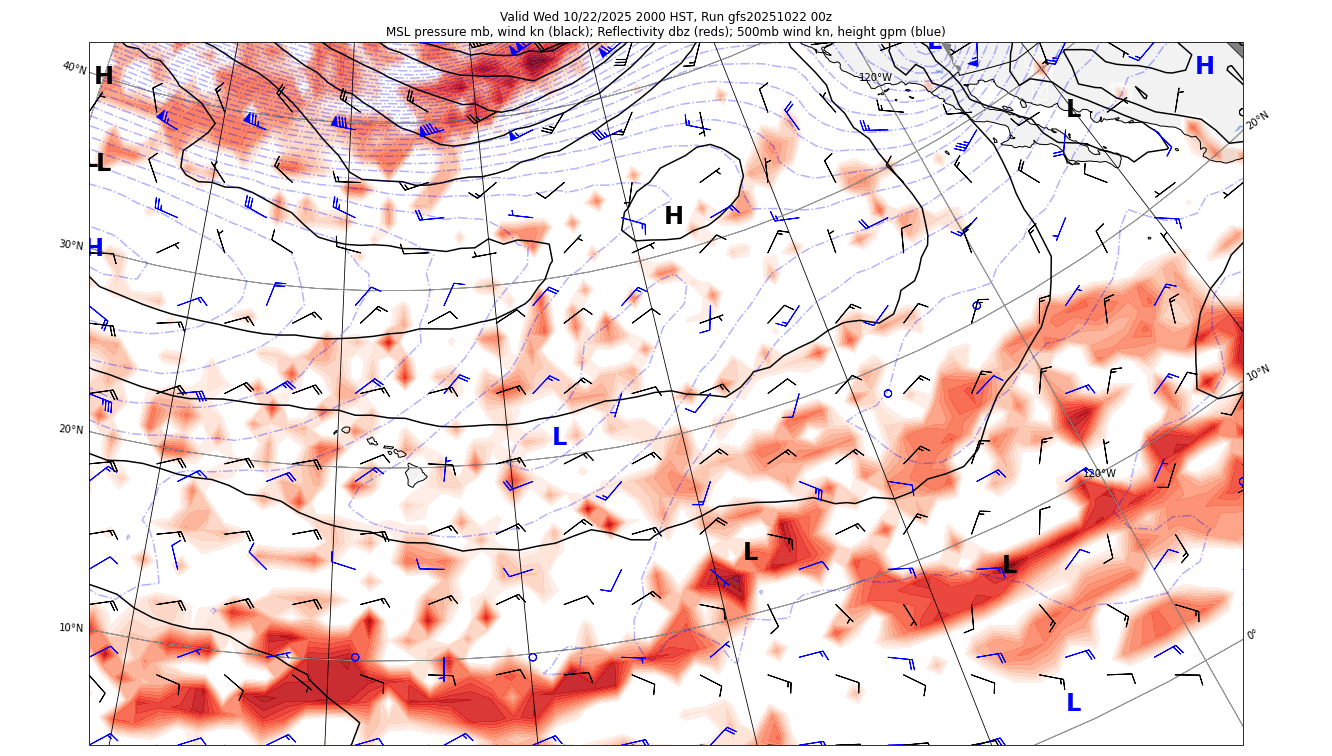 Valid Wed 10/22/2025 2000 HST, Run gfs20251022 00z
MSL pressure mb, wind kn (black); Reflectivity dbz (reds); 500mb wind kn, height gpm (blue)
L
40°N
H
H
120°W
L
20°N
L
H
30°N
H
10°N
20°N
L
120°W
L
L
10°N
0°
L